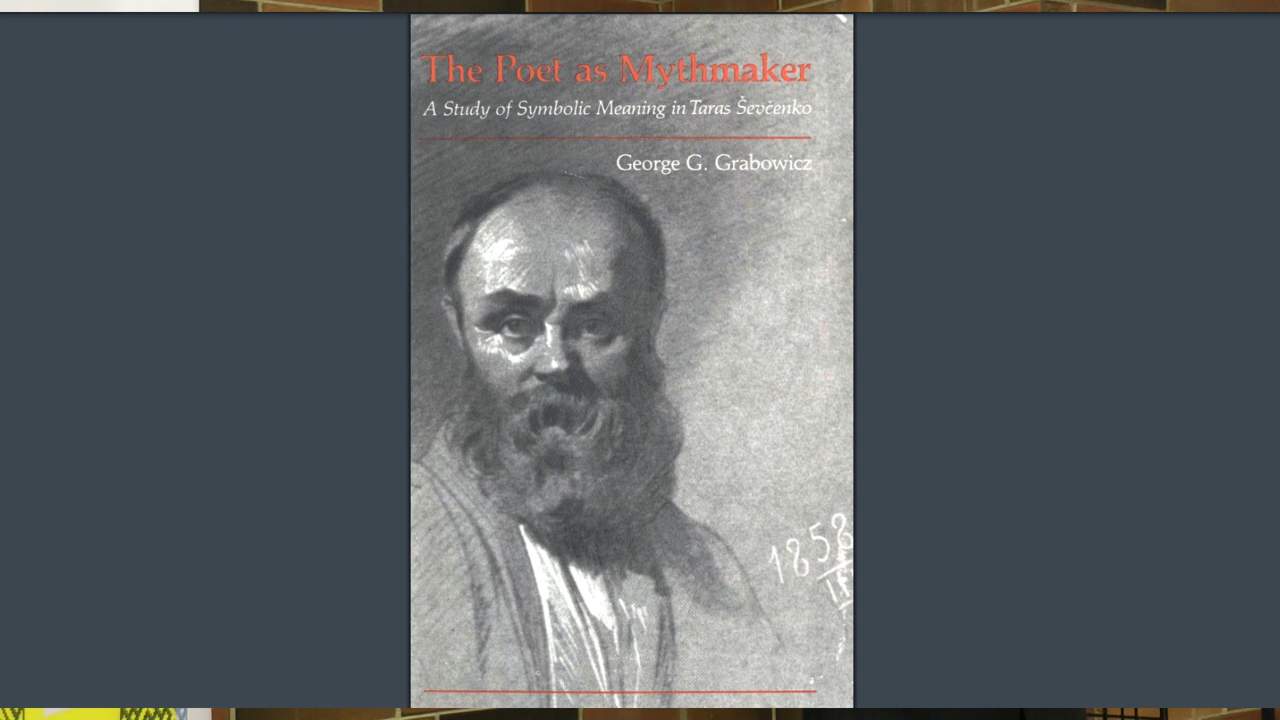 The Poet as Mythmaker
A Study of Symbolic Meaning in Taras Ševčenko
George G. Grabowicz
1858